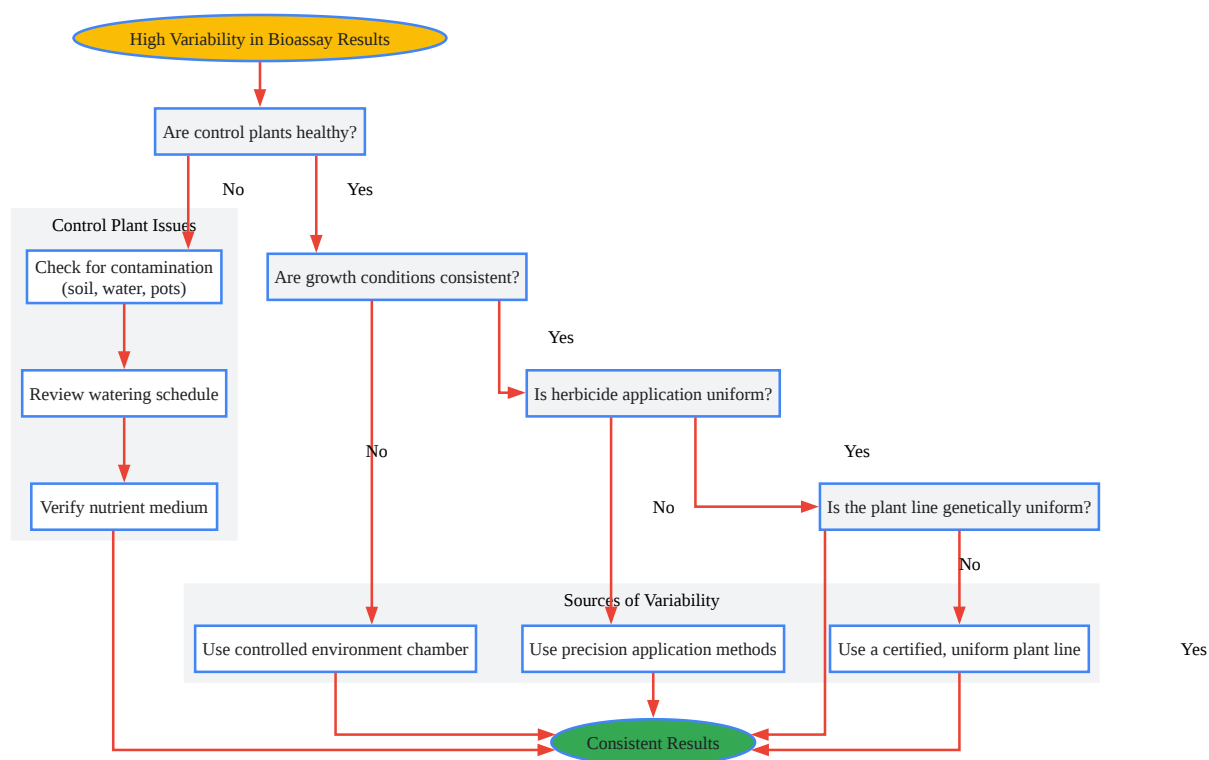 High Variability in Bioassay Results
Are control plants healthy?
No
Yes
Control Plant Issues
Check for contamination
(soil, water, pots)
Are growth conditions consistent?
Yes
Review watering schedule
Is herbicide application uniform?
No
Yes
Verify nutrient medium
No
Is the plant line genetically uniform?
No
Sources of Variability
Use controlled environment chamber
Use precision application methods
Use a certified, uniform plant line
Yes
Consistent Results